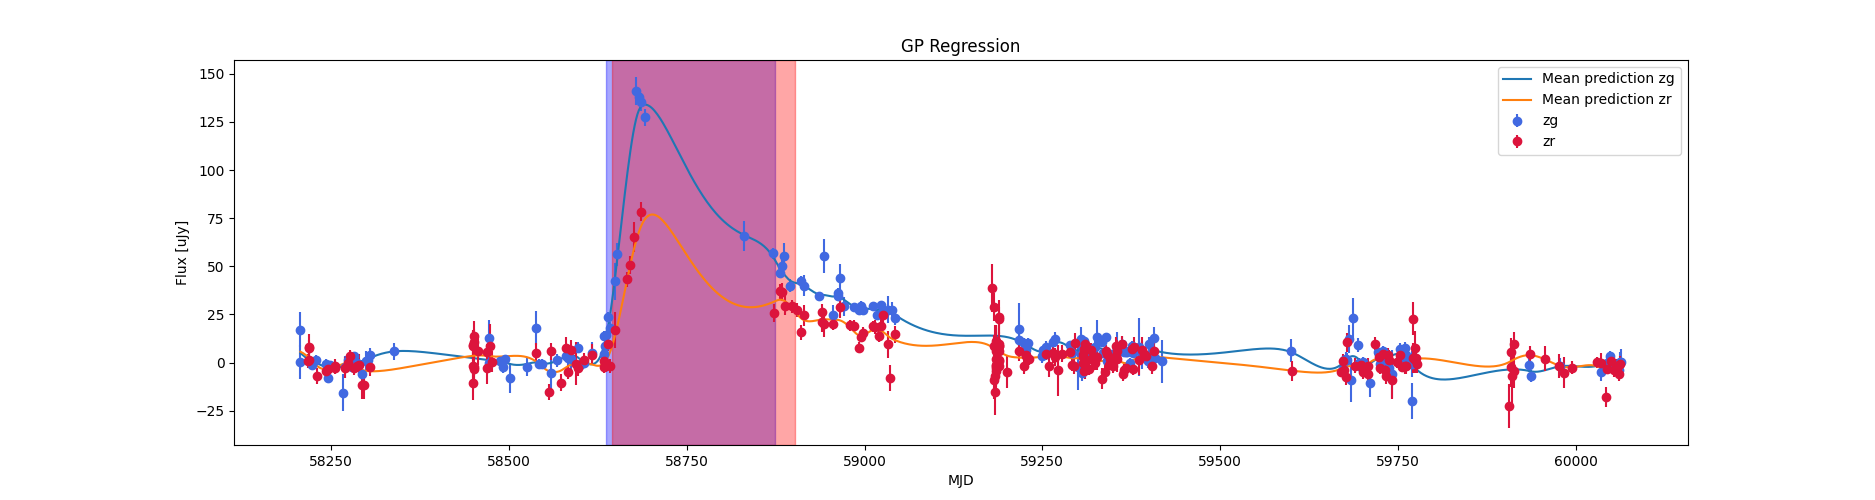 GP Regression
Flux [uJy]
150
125
100
75
50
25
0
−25
58250
58500
58750
59000
59250
59500
59750
60000
MJD
Mean prediction zg
Mean prediction zr
zg
zr